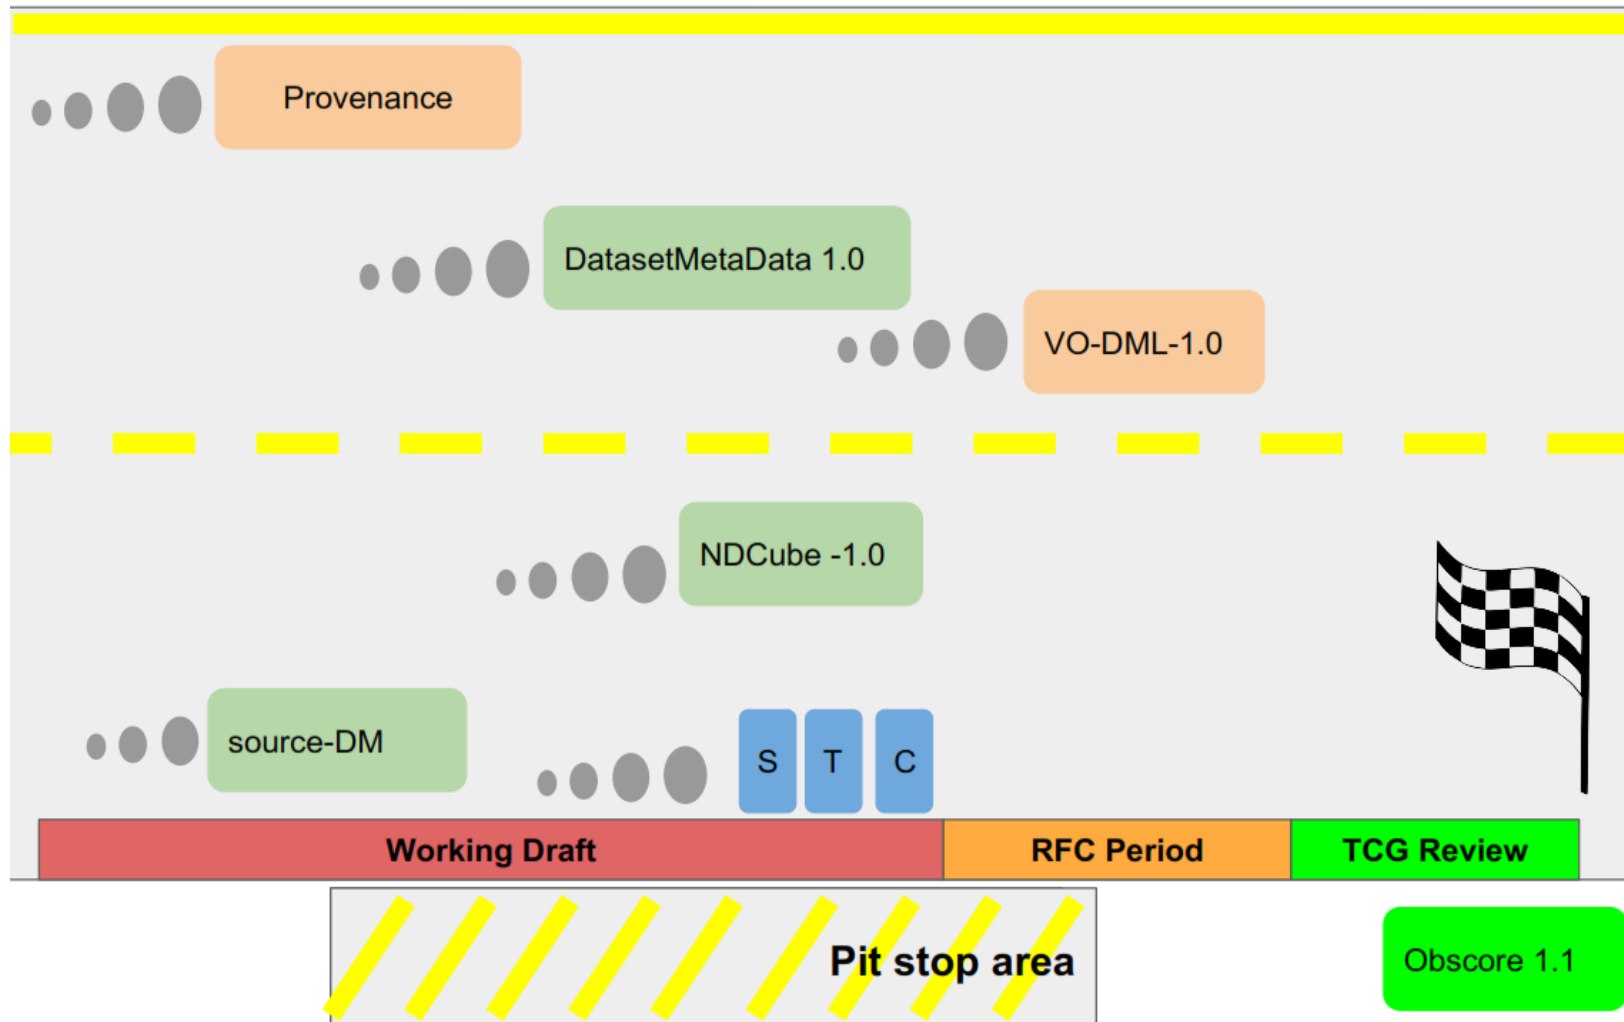 Provenance
DatasetMetaData 1.0
VO-DML-1.0
NDCube -1.0
source-DM
S T C
Working Draft RFC Period TCG Review
Pit stop area
Obscore 1.1